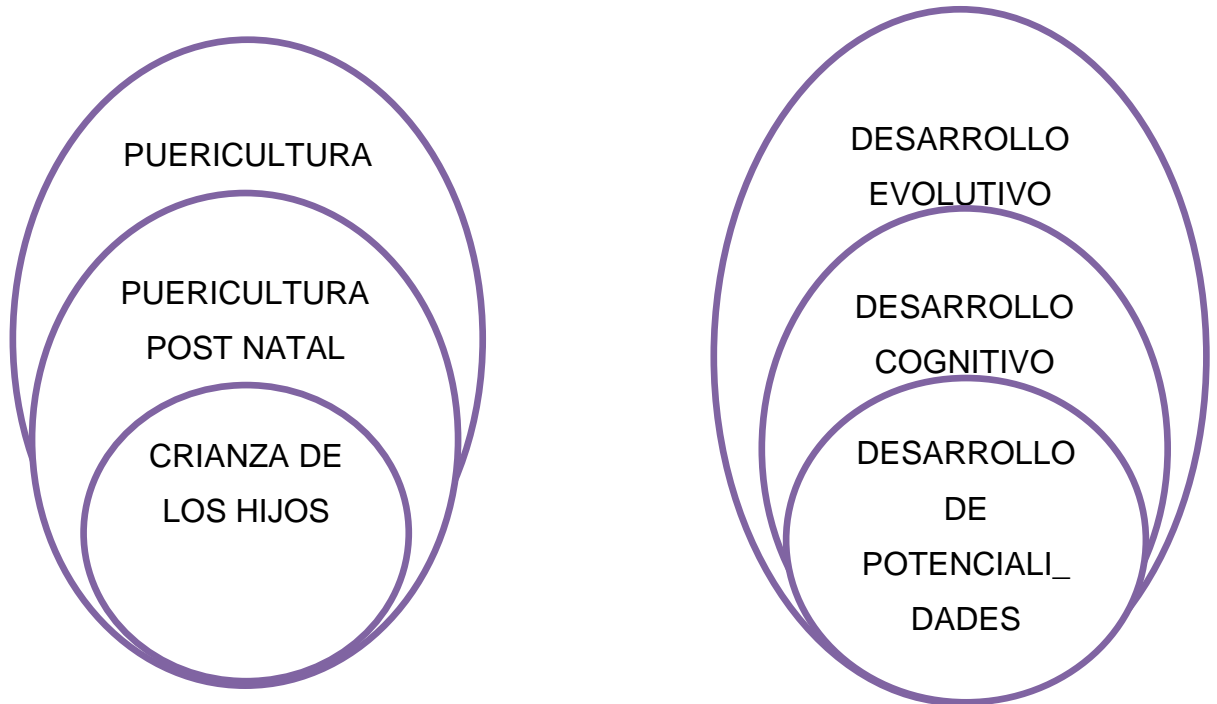 PUERICULTURA
PUERICULTURA
POST NATAL
CRIANZA DE
LOS HIJOS
DESARROLLO
EVOLUTIVO
DESARROLLO
COGNITIVO
DESARROLLO
DE
POTENCIALI_
DADES